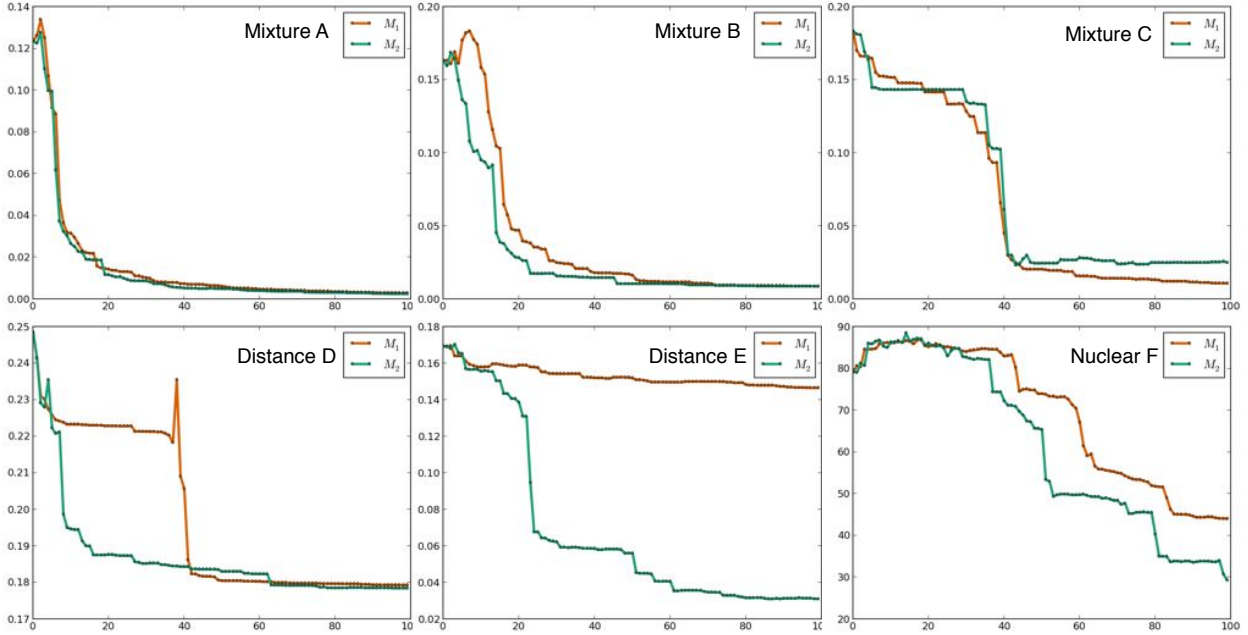 Mixture A
M₁
M₂
0.14
0.12
0.10
0.08
0.06
0.04
0.02
0.00
0 20 40 60 80 100
Mixture B
M₁
M₂
0.20
0.15
0.10
0.05
0.00
0 20 40 60 80 10
Mixture C
M₁
M₂
0.20
0.15
0.10
0.05
0.00
0 20 40 60 80 100
Distance D
M₁
M₂
0.25
0.24
0.23
0.22
0.21
0.20
0.19
0.18
0.17
0 20 40 60 80 10
Distance E
M₁
M₂
0.18
0.16
0.14
0.12
0.10
0.08
0.06
0.04
0.02
0 20 40 60 80 10
Nuclear F
M₁
M₂
90
80
70
60
50
40
30
20
0 20 40 60 80 100